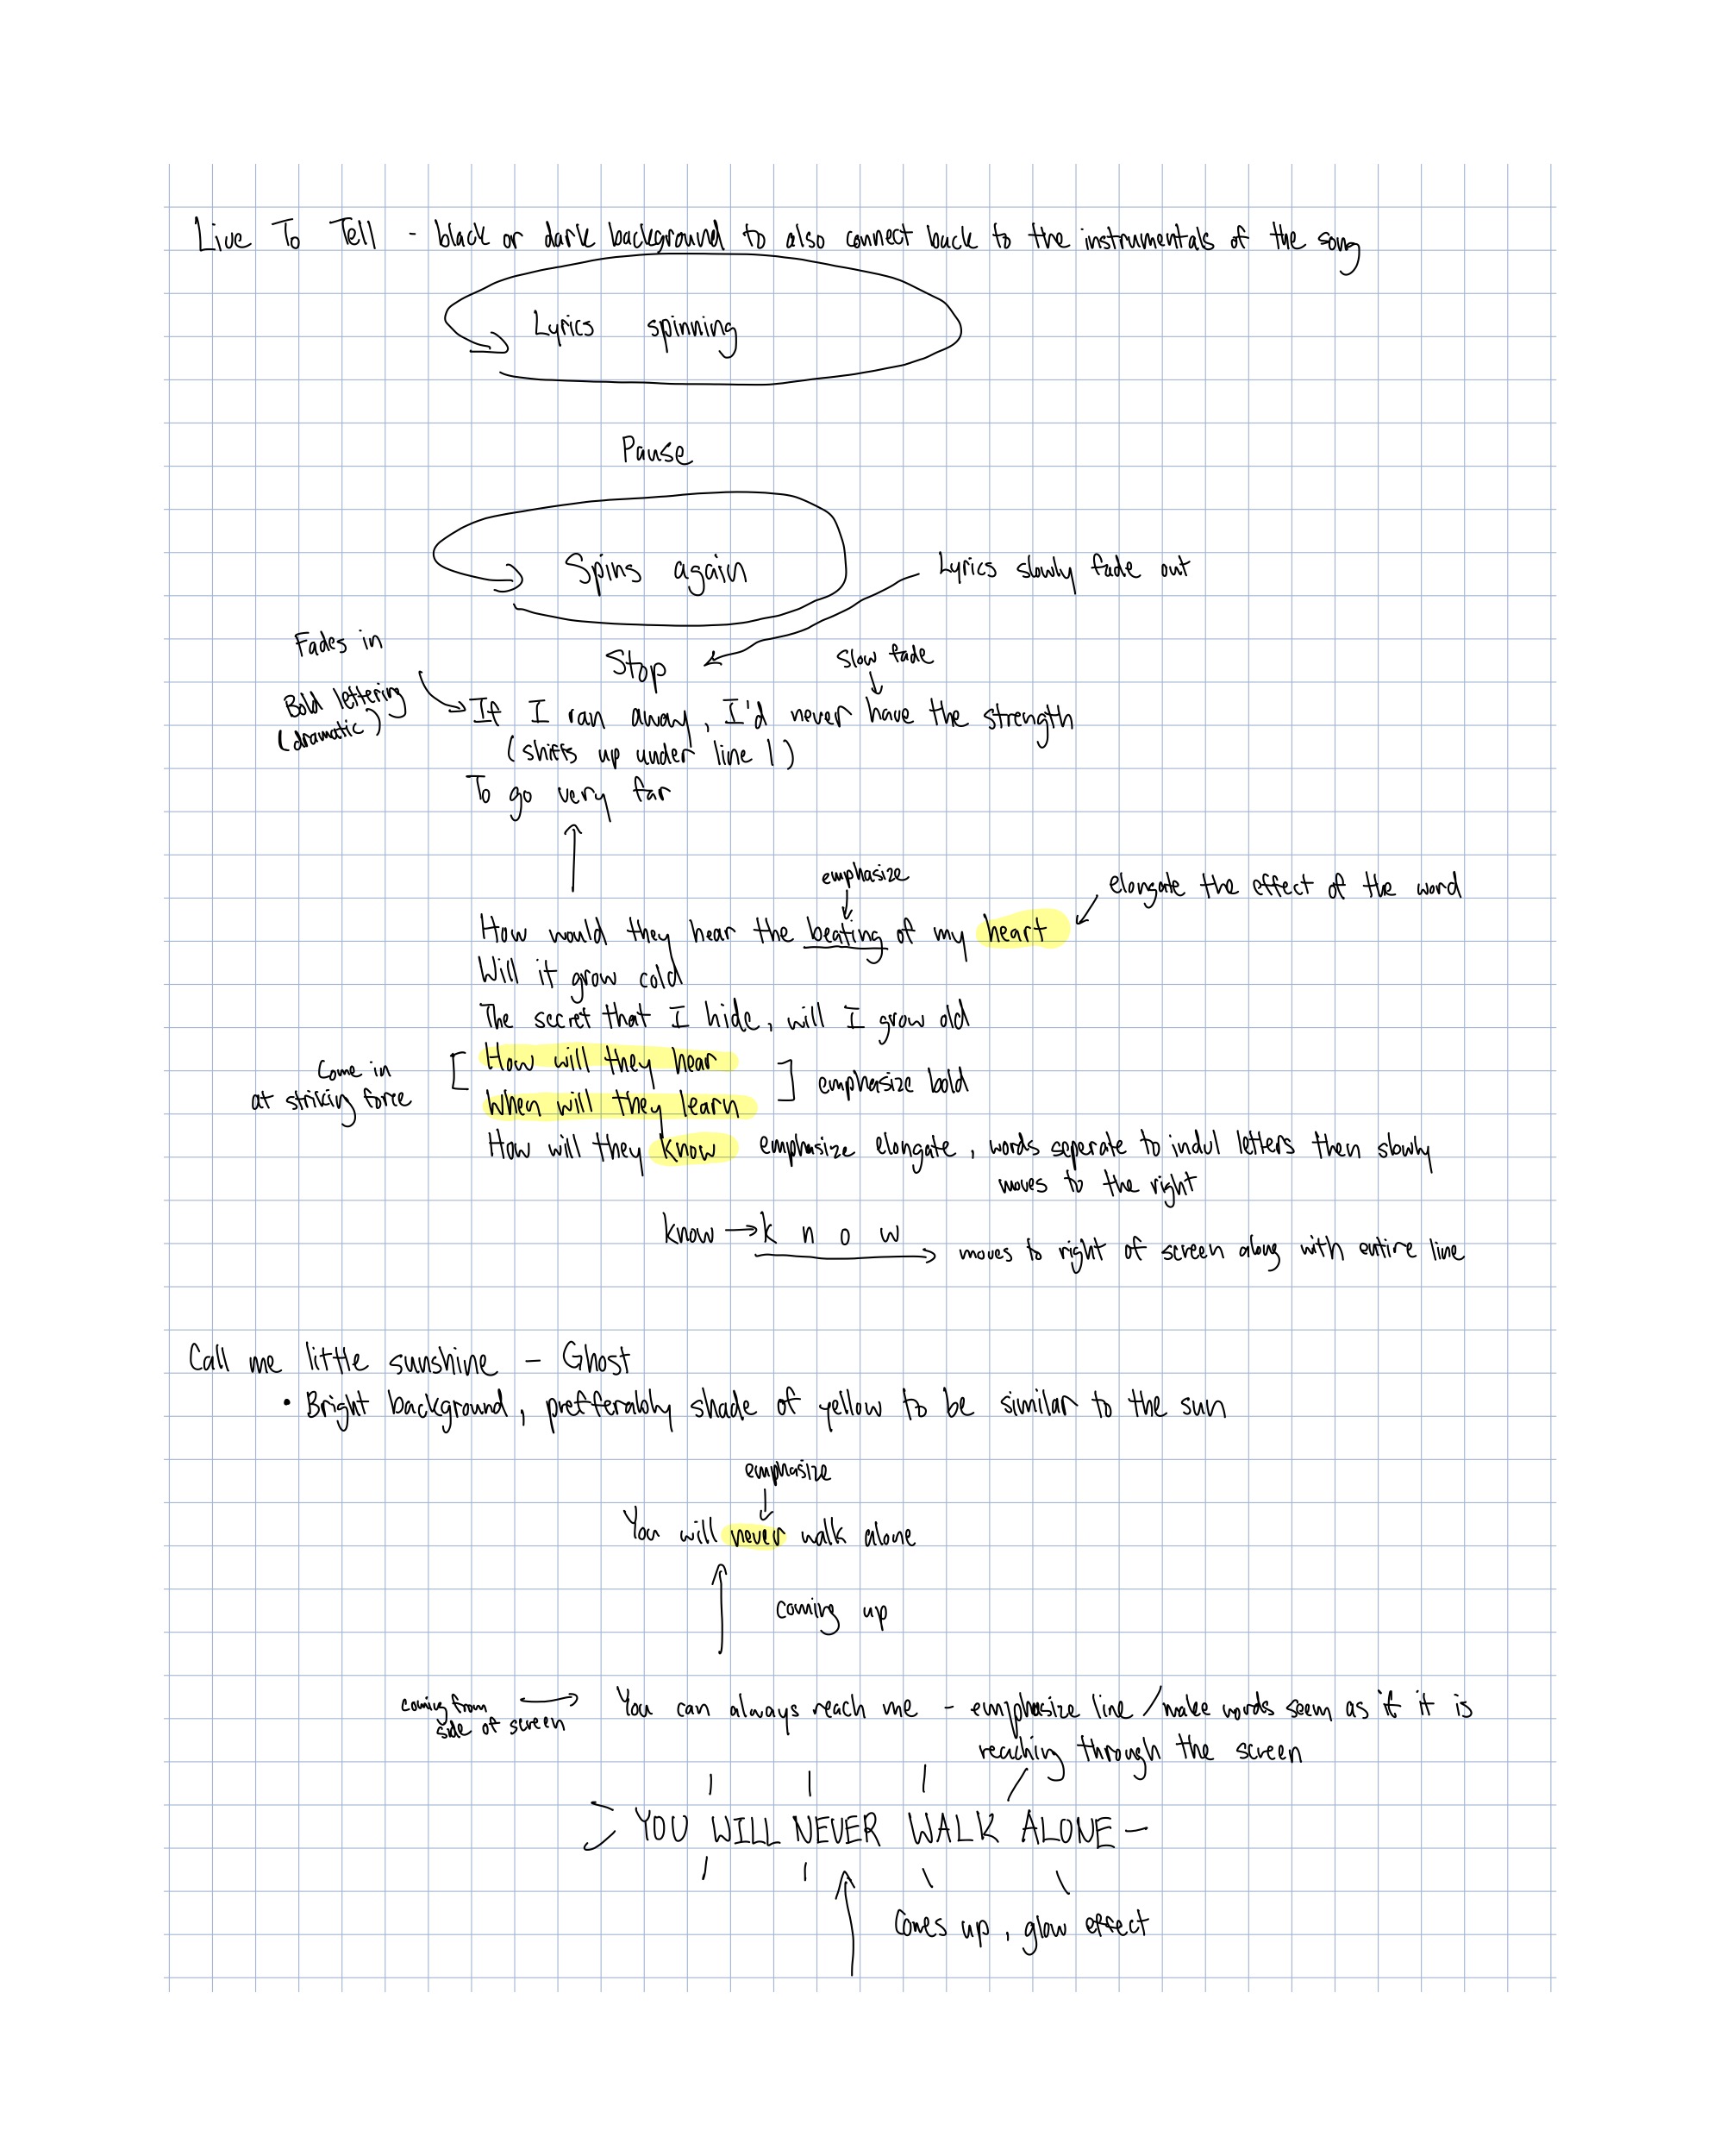 Live To Tell - black or dark background to also connect back to the instrumentals of the song
Lyrics spinning
Pause
Spins again
Lyrics slowly fade out
Fades in
Stop
slow fade
Bold lettering
(dramatic)
If I ran away, I'd never have the strength
(shifts up under line 1)
To go very far
emphasize
elongate the effect of the word
How would they hear the beating of my heart
Will it grow cold
The secret that I hide, will I grow old
Come in
at striking force
[ How will they hear
When will they learn ]
emphasize bold
How will they know emphasize elongate, words seperate to indul letters then slowly
moves to the right
know → k n o w
moves to right of screen along with entire line
Call me little sunshine - Ghost
• Bright background, prefferably shade of yellow to be similar to the sun
emphasize
You will never walk alone
coming up
coming from
side of screen
You can always reach me - emphasize line / make words seem as if it is
reaching through the screen
YOU WILL NEVER WALK ALONE
Comes up, glow effect